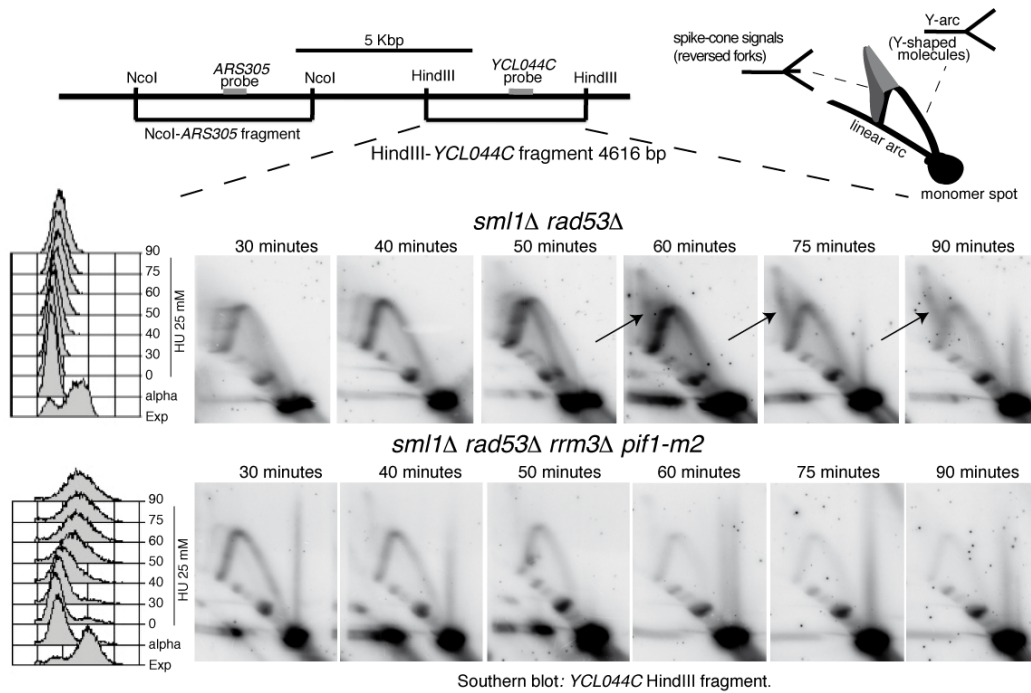 5 Kbp
NcoI
ARS305
probe
NcoI
HindIII
YCL044C
probe
HindIII
NcoI-ARS305 fragment
HindIII-YCL044C fragment 4616 bp
spike-cone signals
(reversed forks)
Y-arc
(Y-shaped
molecules)
linear arc
monomer spot
sml1Δ rad53Δ
30 minutes 40 minutes 50 minutes 60 minutes 75 minutes 90 minutes
90
75
60
50
40
30
0
alpha
Exp
HU 25 mM
sml1Δ rad53Δ rrm3Δ pif1-m2
30 minutes 40 minutes 50 minutes 60 minutes 75 minutes 90 minutes
90
75
60
50
40
30
0
alpha
Exp
HU 25 mM
Southern blot: YCL044C HindIII fragment.